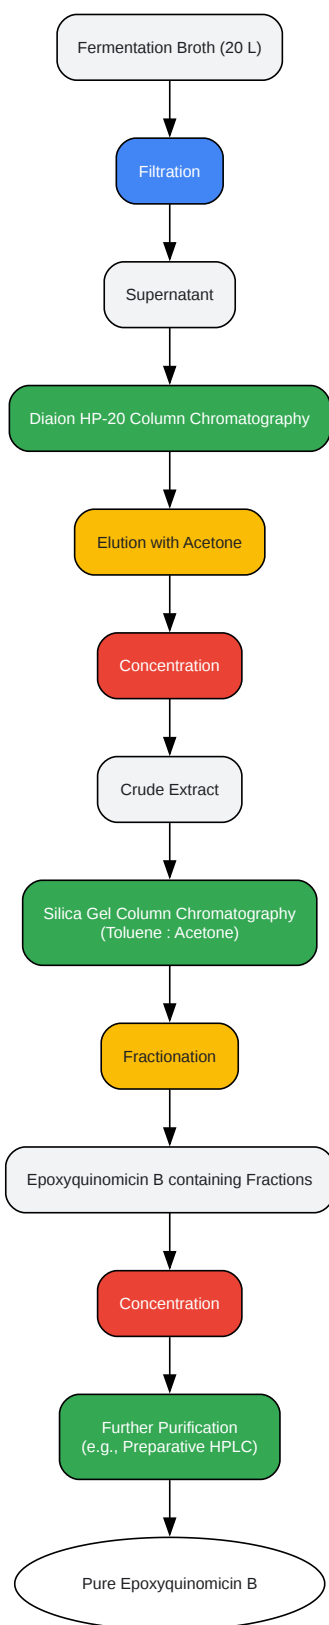 Fermentation Broth (20 L)
Filtration
Supernatant
Diaion HP-20 Column Chromatography
Elution with Acetone
Concentration
Crude Extract
Silica Gel Column Chromatography
(Toluene : Acetone)
Fractionation
Epoxyquinomicin B containing Fractions
Concentration
Further Purification
(e.g., Preparative HPLC)
Pure Epoxyquinomicin B